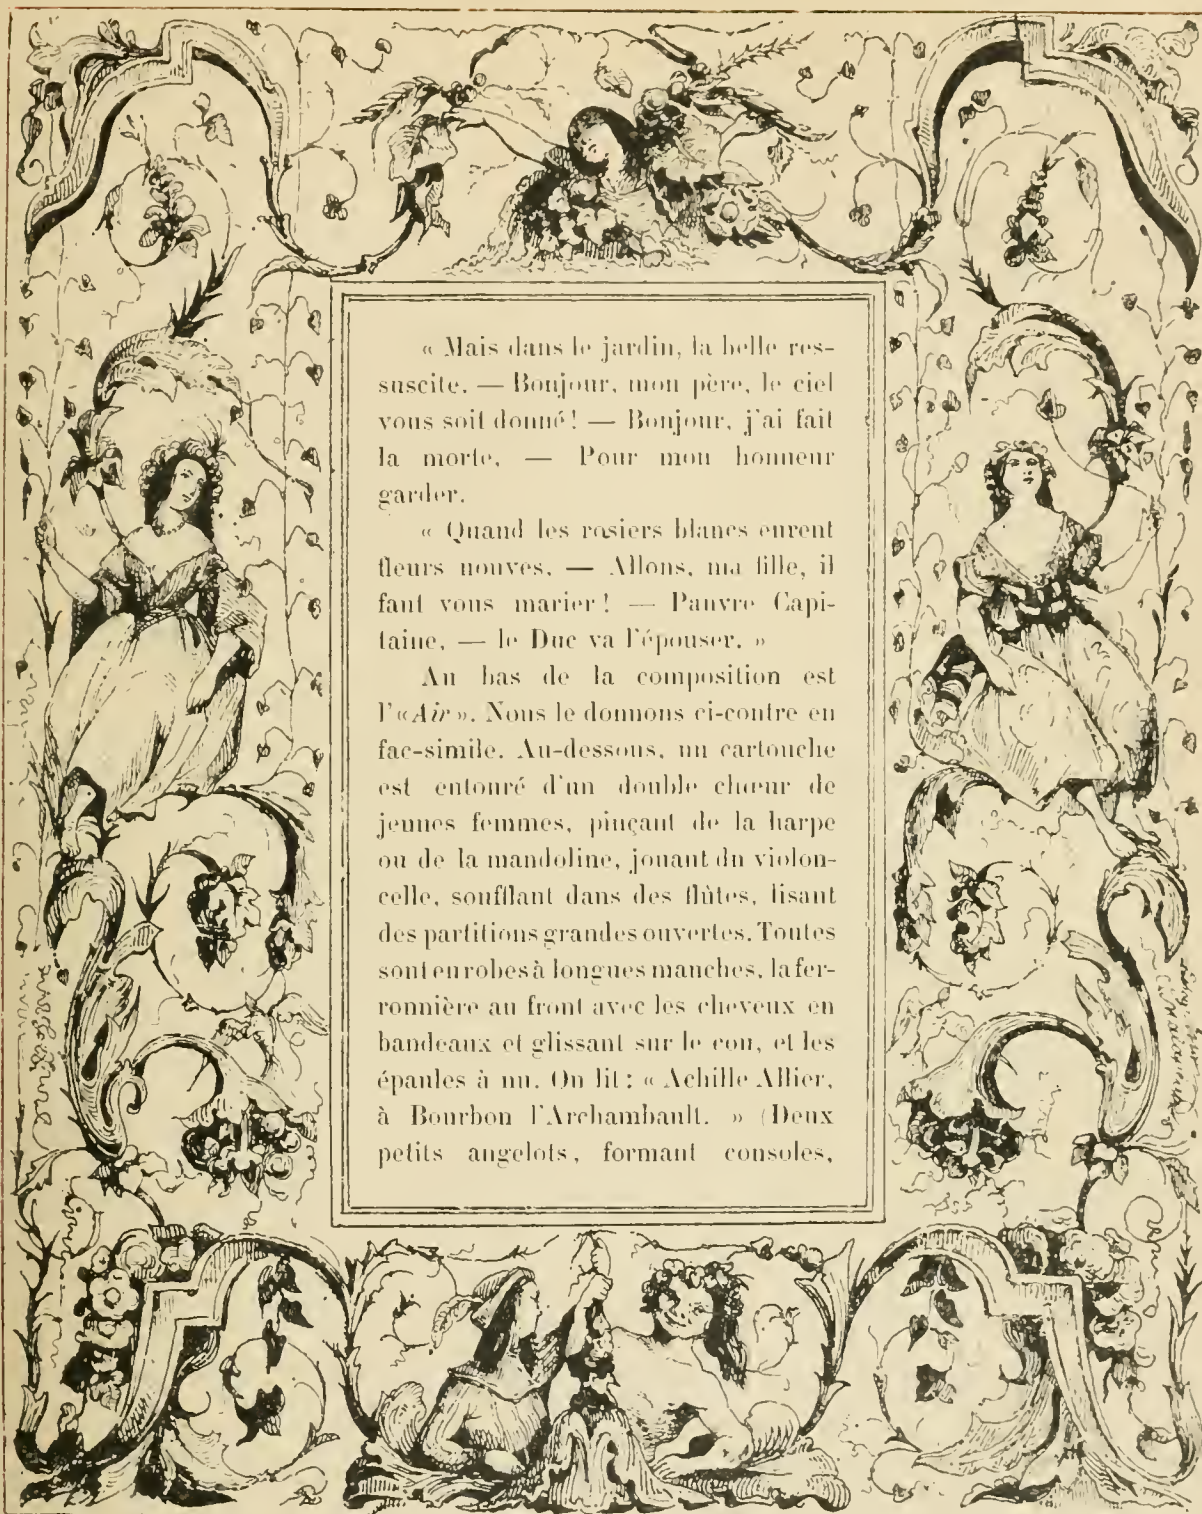 « Mais dans le jardin, la belle res-
suscite. — Bonjour, mon père, le ciel
vous soit donné! — Bonjour, j'ai fait
la morte, — Pour mon honneur
garder.
« Quand les rosiers blancs eurent
fleurs nouves, — Allons, ma fille, il
faut vous marier! — Pauvre Capi-
taine, — le Duc va l'épouser. »
Au bas de la composition est
l'«Air». Nous le donnons ci-contre en
fac-simile. Au-dessous, un cartouche
est entouré d'un double chœur de
jeunes femmes, pinçant de la harpe
ou de la mandoline, jouant du violon-
celle, soufflant dans des flûtes, lisant
des partitions grandes ouvertes. Toutes
sont en robes à longues manches, la fer-
ronnière au front avec les cheveux en
bandeaux et glissant sur le cou, et les
épaules à nu. On lit : « Achille Allier,
à Bourbon l'Archambault. » (Deux
petits angelots, formant consoles,